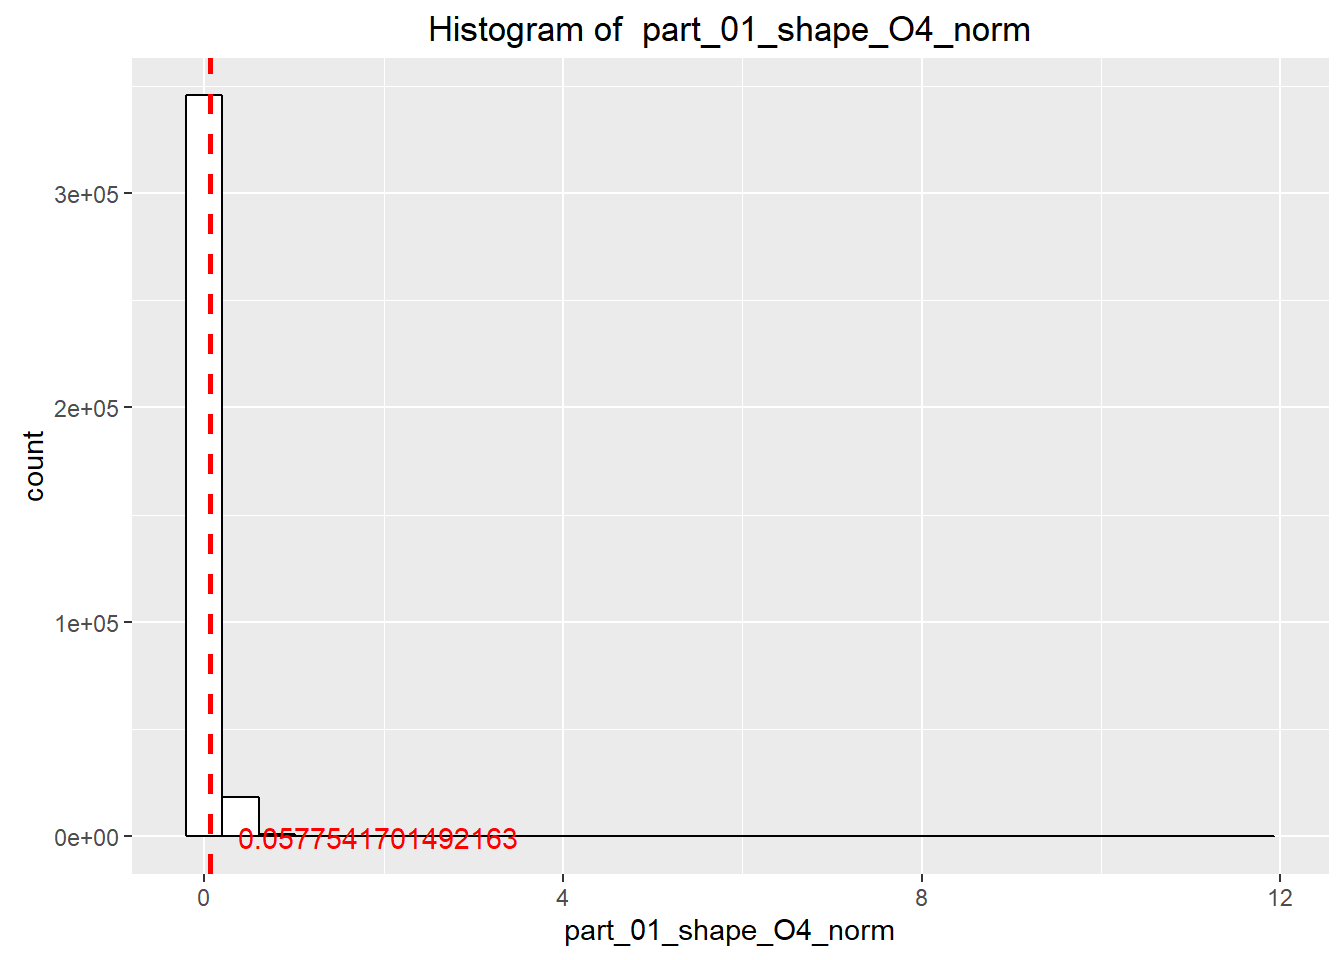 Histogram of  part_01_shape_O4_norm
3e+05
2e+05
1e+05
0e+00
count
0.0577541701492163
0
4
8
12
part_01_shape_O4_norm